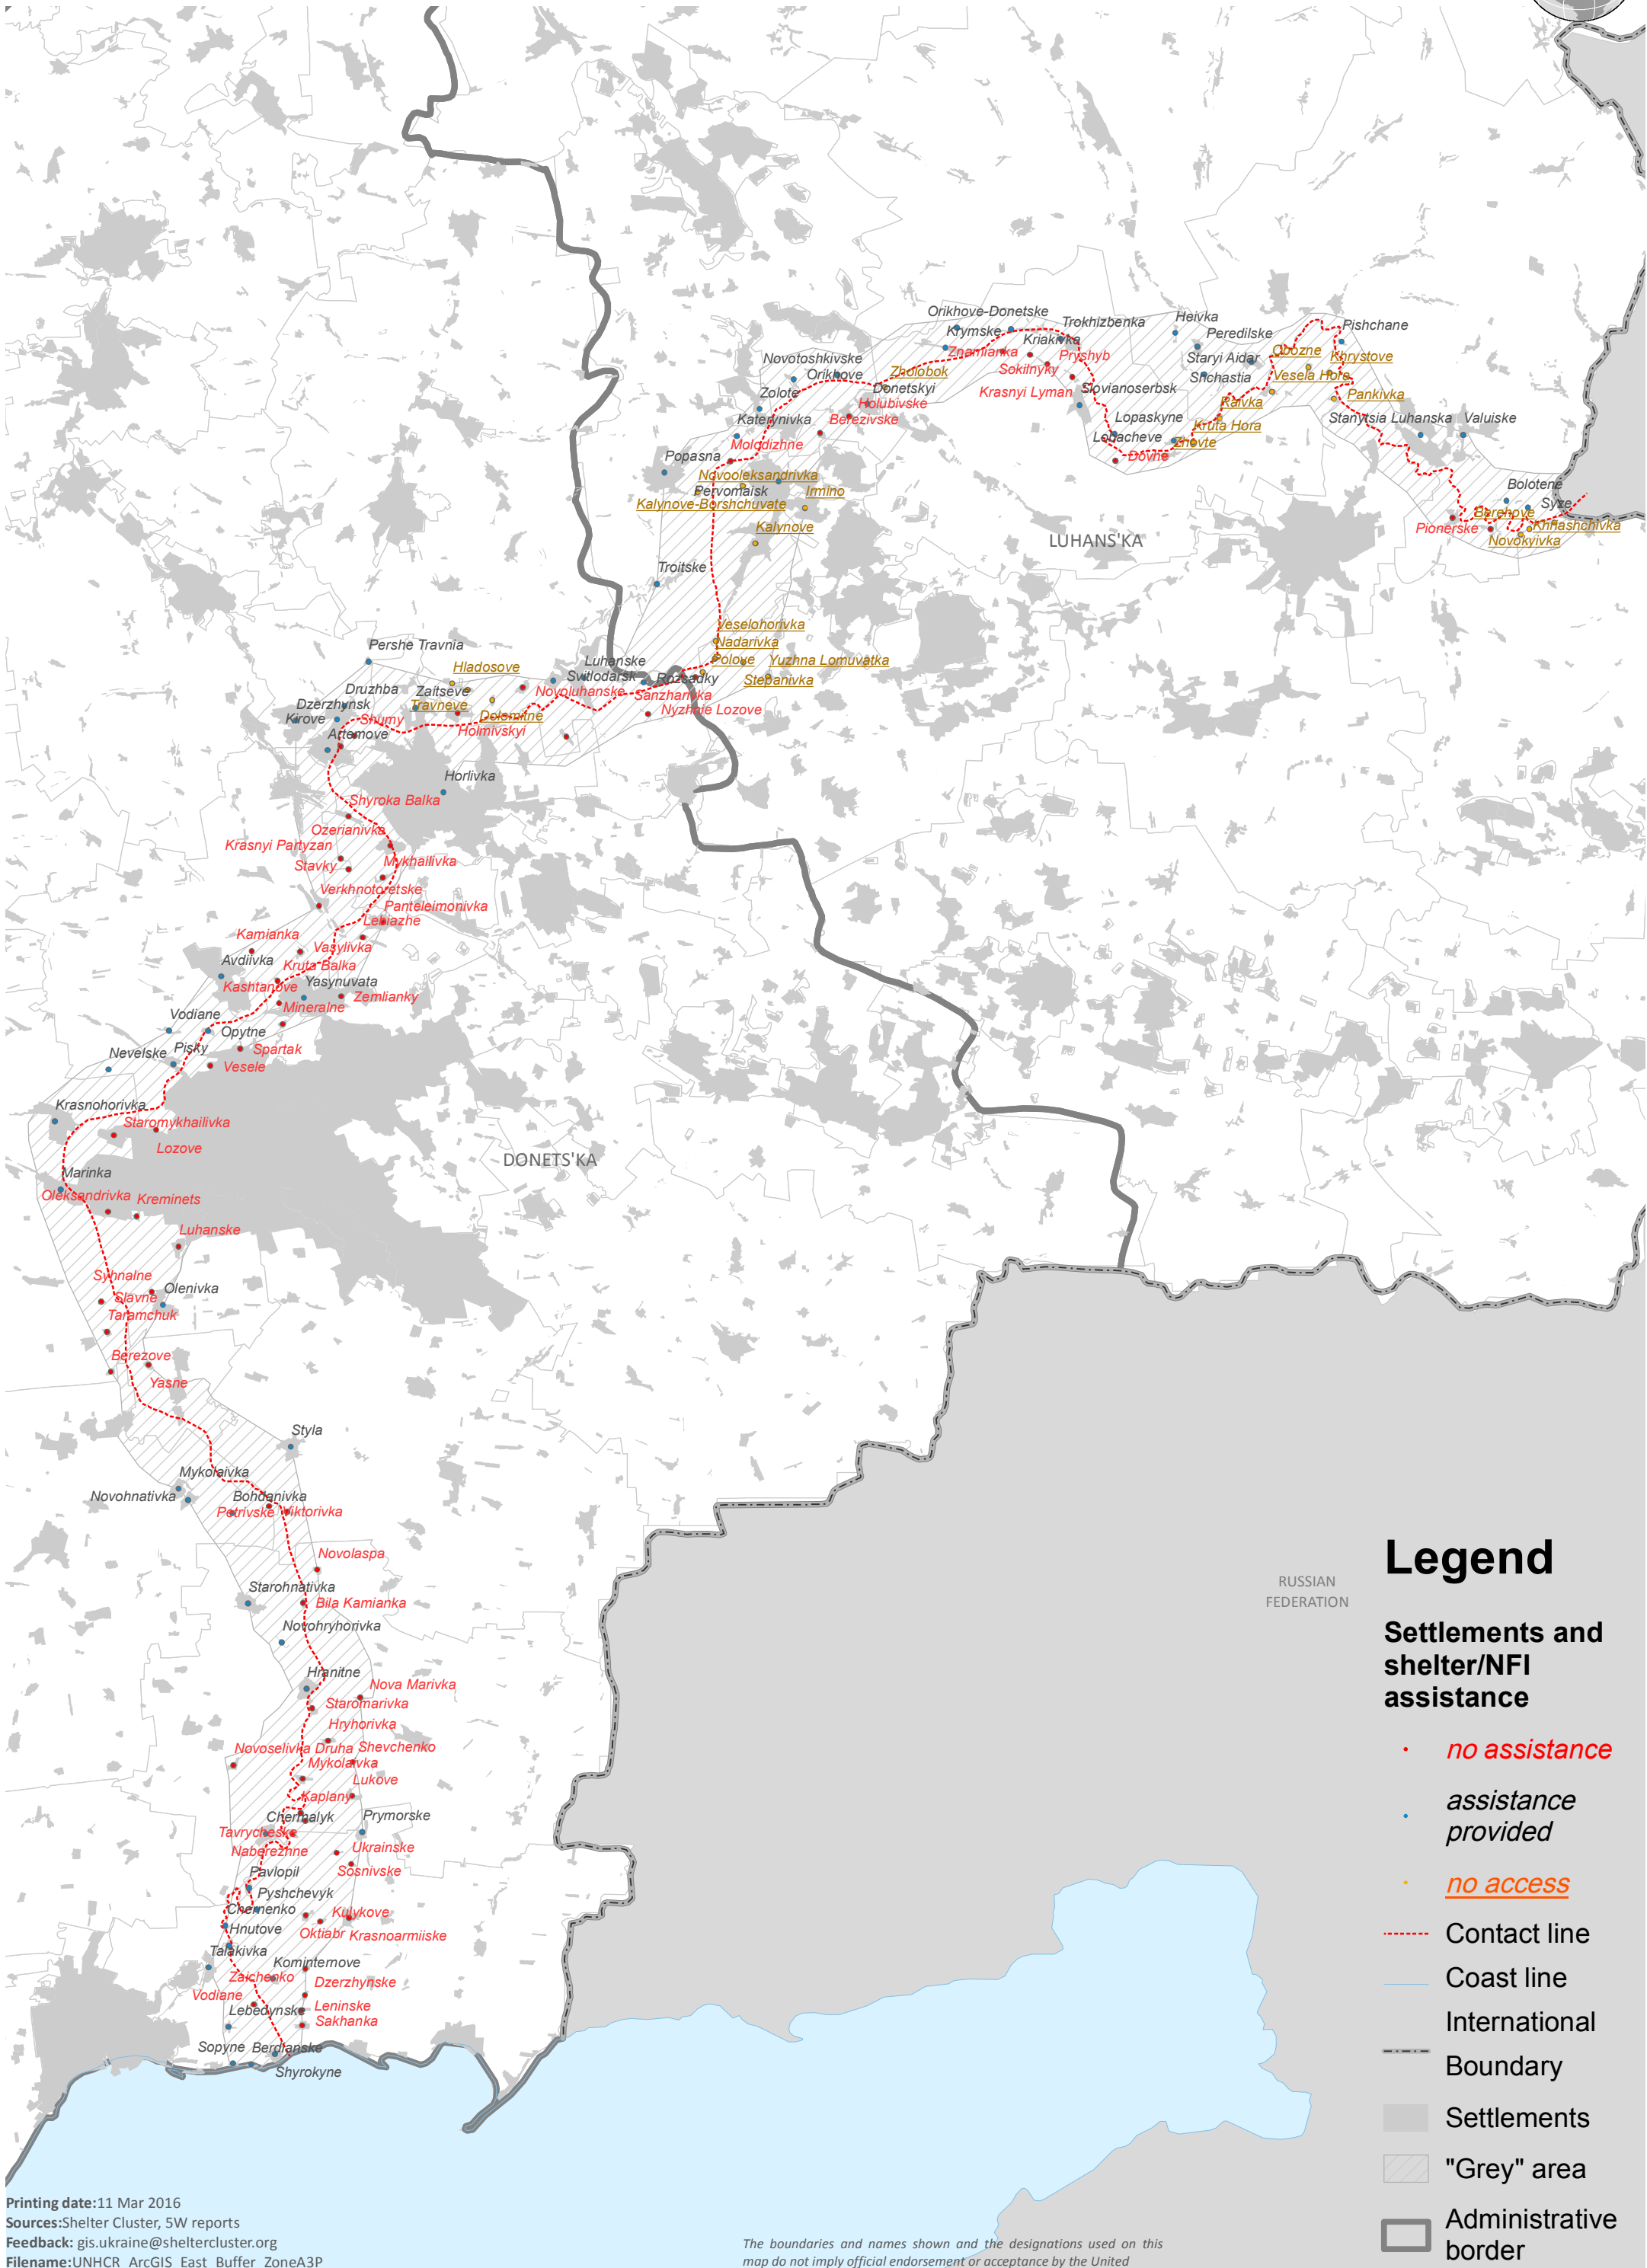 Orikhove-Donetske
Krymske
Trokhizbenka
Heivka
Pishchane
Kriakivka
Peredilske
Znamianka
Pryshyb
Obozne
Khrystove
Novotoshkivske
Staryi Aidar
Orikhove
Zholobok
Sokilnyky
Shchastia
Vesela Hora
Zolote
Donetskyi
Krasnyi Lyman
Slovianoserbsk
Raivka
Pankivka
Holubivske
Katerynivka
Berezivske
Lopaskyne
Kruta Hora
Stanytsia Luhanska
Valuiske
Molodizhne
Lobacheve
Zhovte
Popasna
Dovhe
Novooleksandrivka
Pervomaisk
Irmino
Bolotene
Kalynove-Borshchuvate
Syze
Berehove
Kalynove
Pionerske
Khriashchivka
LUHANS'KA
Novokyivka
Troitske
Veselohorivka
Pershe Travnia
Nadarivka
Hladosove
Luhanske
Polove
Yuzhna Lomuvatka
Svitlodarsk
Rozsadky
Stepanivka
Druzhba
Zaitseve
Novoluhanske
Sanzharivka
Dzerzhynsk
Travneve
Nyzhnie Lozove
Kirove
Shumy
Dolomitne
Artemove
Holmivskyi
Horlivka
Shyroka Balka
Ozerianivka
Krasnyi Partyzan
Stavky
Mykhailivka
Verkhnotoretske
Panteleimonivka
Lebiazhe
Kamianka
Vasylivka
Avdiivka
Kruta Balka
Kashtanove
Yasynuvata
Zemlianky
Mineralne
Vodiane
Opytne
Nevelske
Pisky
Spartak
Vesele
Krasnohorivka
Staromykhailivka
Lozove
DONETS'KA
Marinka
Oleksandrivka
Kreminets
Luhanske
Syhnalne
Olenivka
Slavne
Taramchuk
Berezove
Yasne
Styla
Mykolaivka
Novohnativka
Bohdanivka
Petrivske
Viktorivka
Novolaspa
Starohnativka
Bila Kamianka
Novohryhorivka
Hranitne
Nova Marivka
Staromarivka
Hryhorivka
Novoselivka Druha
Shevchenko
Mykolaivka
Lukove
Kaplany
Chermalyk
Prymorske
Tavrycheske
Naberezhne
Ukrainske
Sosnivske
Pavlopil
Pyshchevyk
Chernenko
Kulykove
Hnutove
Oktiabr
Krasnoarmiiske
Talakivka
Kominternove
Zaichenko
Dzerzhynske
Vodiane
Leninske
Lebedynske
Sakhanka
Sopyne
Berdianske
Shyrokyne
RUSSIAN
FEDERATION
Legend
Settlements and
shelter/NFI
assistance
no assistance
assistance
provided
no access
Contact line
Coast line
International
Boundary
Settlements
"Grey" area
Administrative
border
Printing date:11 Mar 2016
Sources:Shelter Cluster, 5W reports
Feedback: gis.ukraine@sheltercluster.org
Filename:UNHCR_ArcGIS_East_Buffer_ZoneA3P
The boundaries and names shown and the designations used on this
map do not imply official endorsement or acceptance by the United